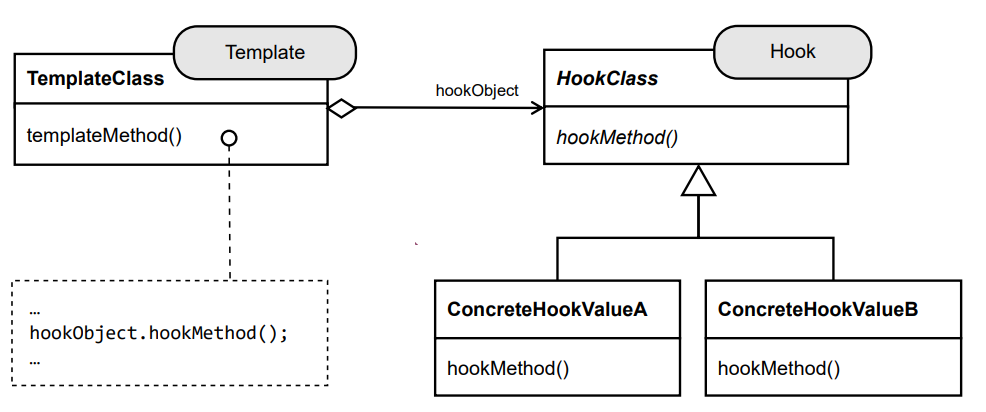 Template
TemplateClass
templateMethod()
hookObject
Hook
HookClass
hookMethod()
…
hookObject.hookMethod();
…
ConcreteHookValueA
hookMethod()
ConcreteHookValueB
hookMethod()